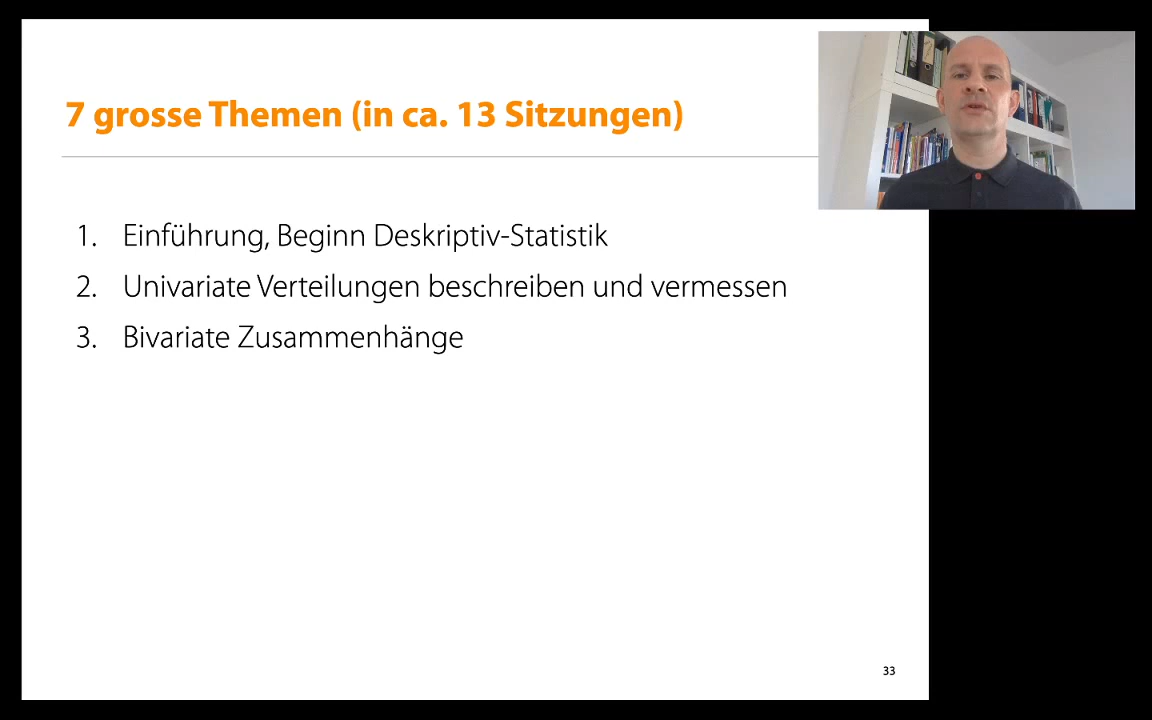 7 grosse Themen (in ca. 13 Sitzungen)
1. Einführung, Beginn Deskriptiv-Statistik
2. Univariate Verteilungen beschreiben und vermessen
3. Bivariate Zusammenhänge
33